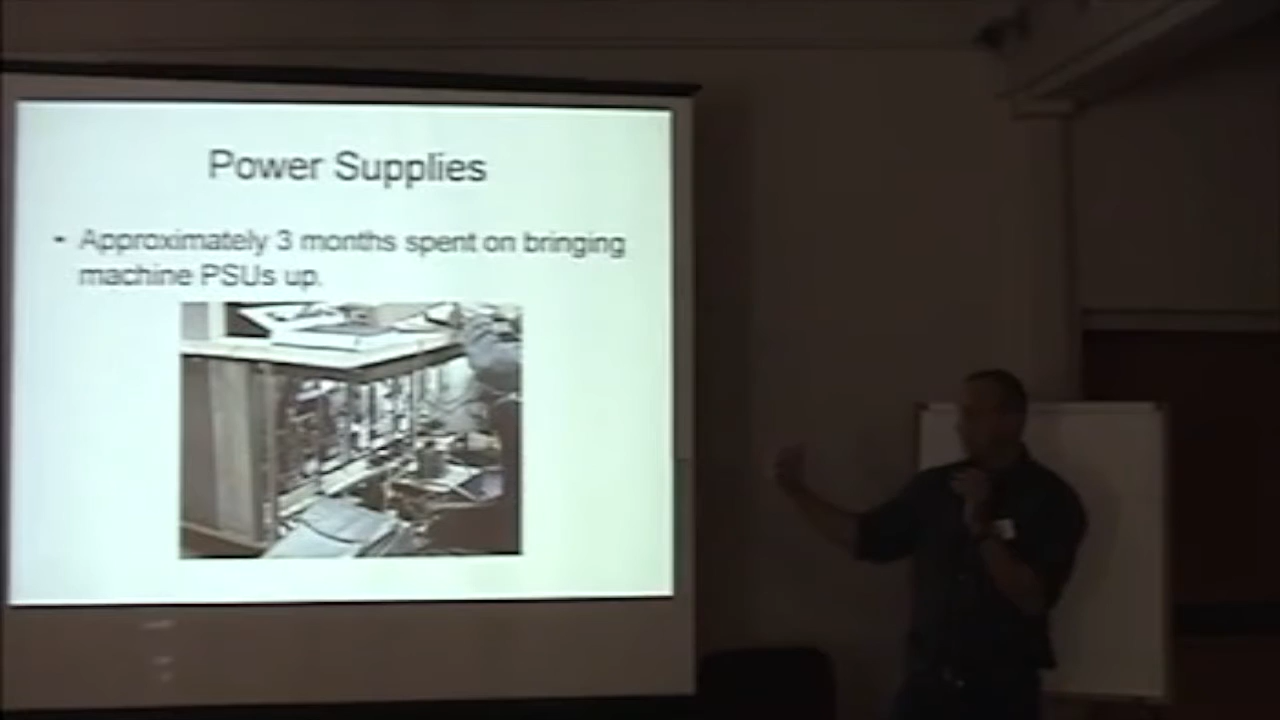 Power Supplies
- Approximately 3 months spent on bringing
machine PSUs up.